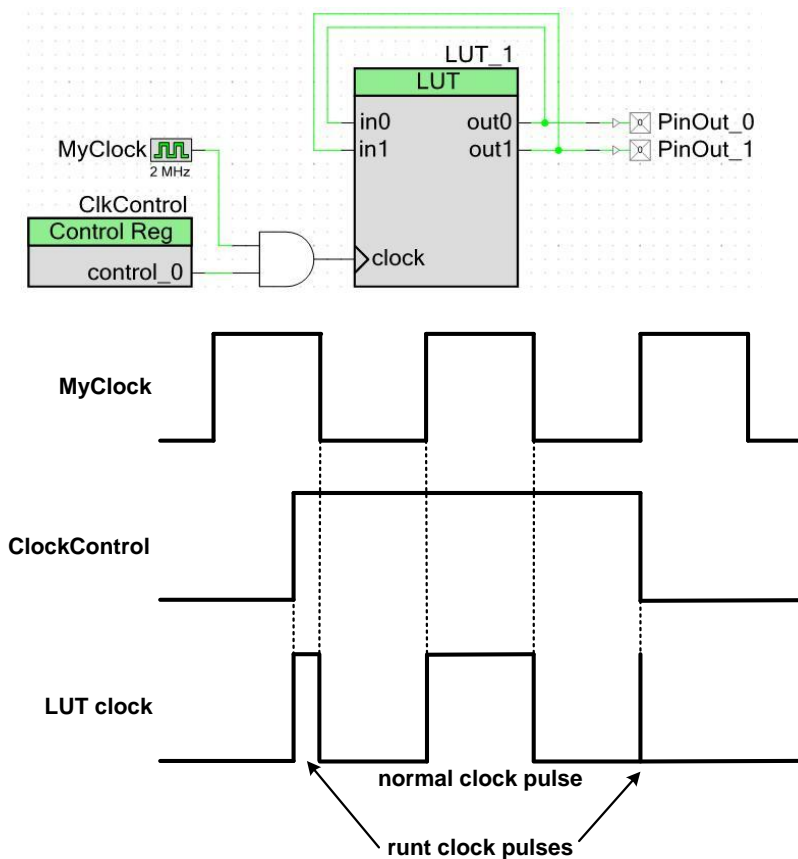 LUT_1
LUT
in0
out0
PinOut_0
in1
out1
PinOut_1
MyClock
2 MHz
ClkControl
Control Reg
control_0
clock
MyClock
ClockControl
LUT clock
normal clock pulse
runt clock pulses